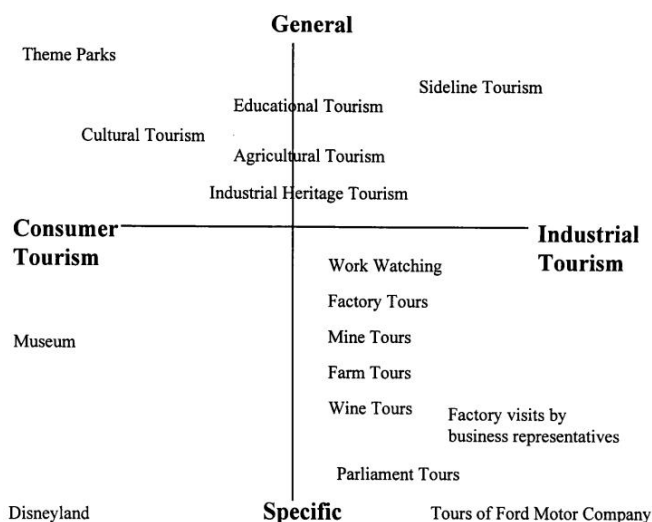 General
Theme Parks
Sideline Tourism
Educational Tourism
Cultural Tourism
Agricultural Tourism
Industrial Heritage Tourism
Consumer
Tourism
Industrial
Tourism
Work Watching
Factory Tours
Museum
Mine Tours
Farm Tours
Wine Tours
Factory visits by
business representatives
Parliament Tours
Disneyland
Specific
Tours of Ford Motor Company